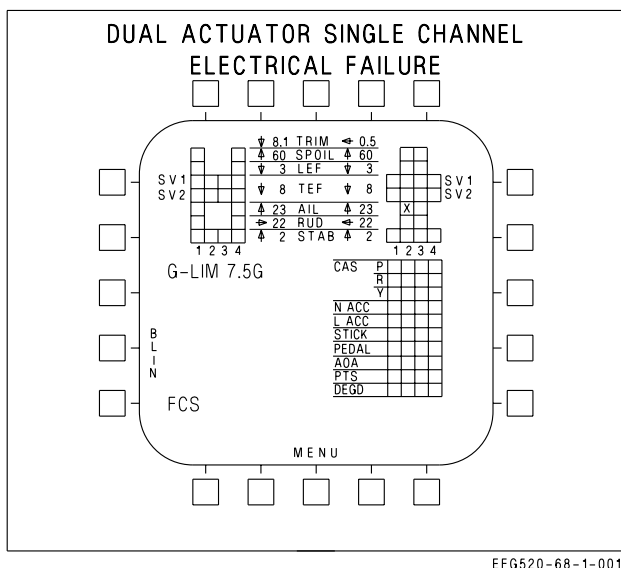 DUAL ACTUATOR SINGLE CHANNEL
ELECTRICAL FAILURE
8.1 TRIM 0.5
60 SPOIL 60
3 LEF 3
SV1 8 TEF 8 SV1
SV2 SV2
23 AIL 23 X
22 RUD 22
2 STAB 2
1 2 3 4 1 2 3 4
G-LIM 7.5G
CAS P
R
Y
N ACC
L ACC
STICK
PEDAL
AOA
PTS
DEGD
BLIN
FCS
MENU
EFG520-68-1-001